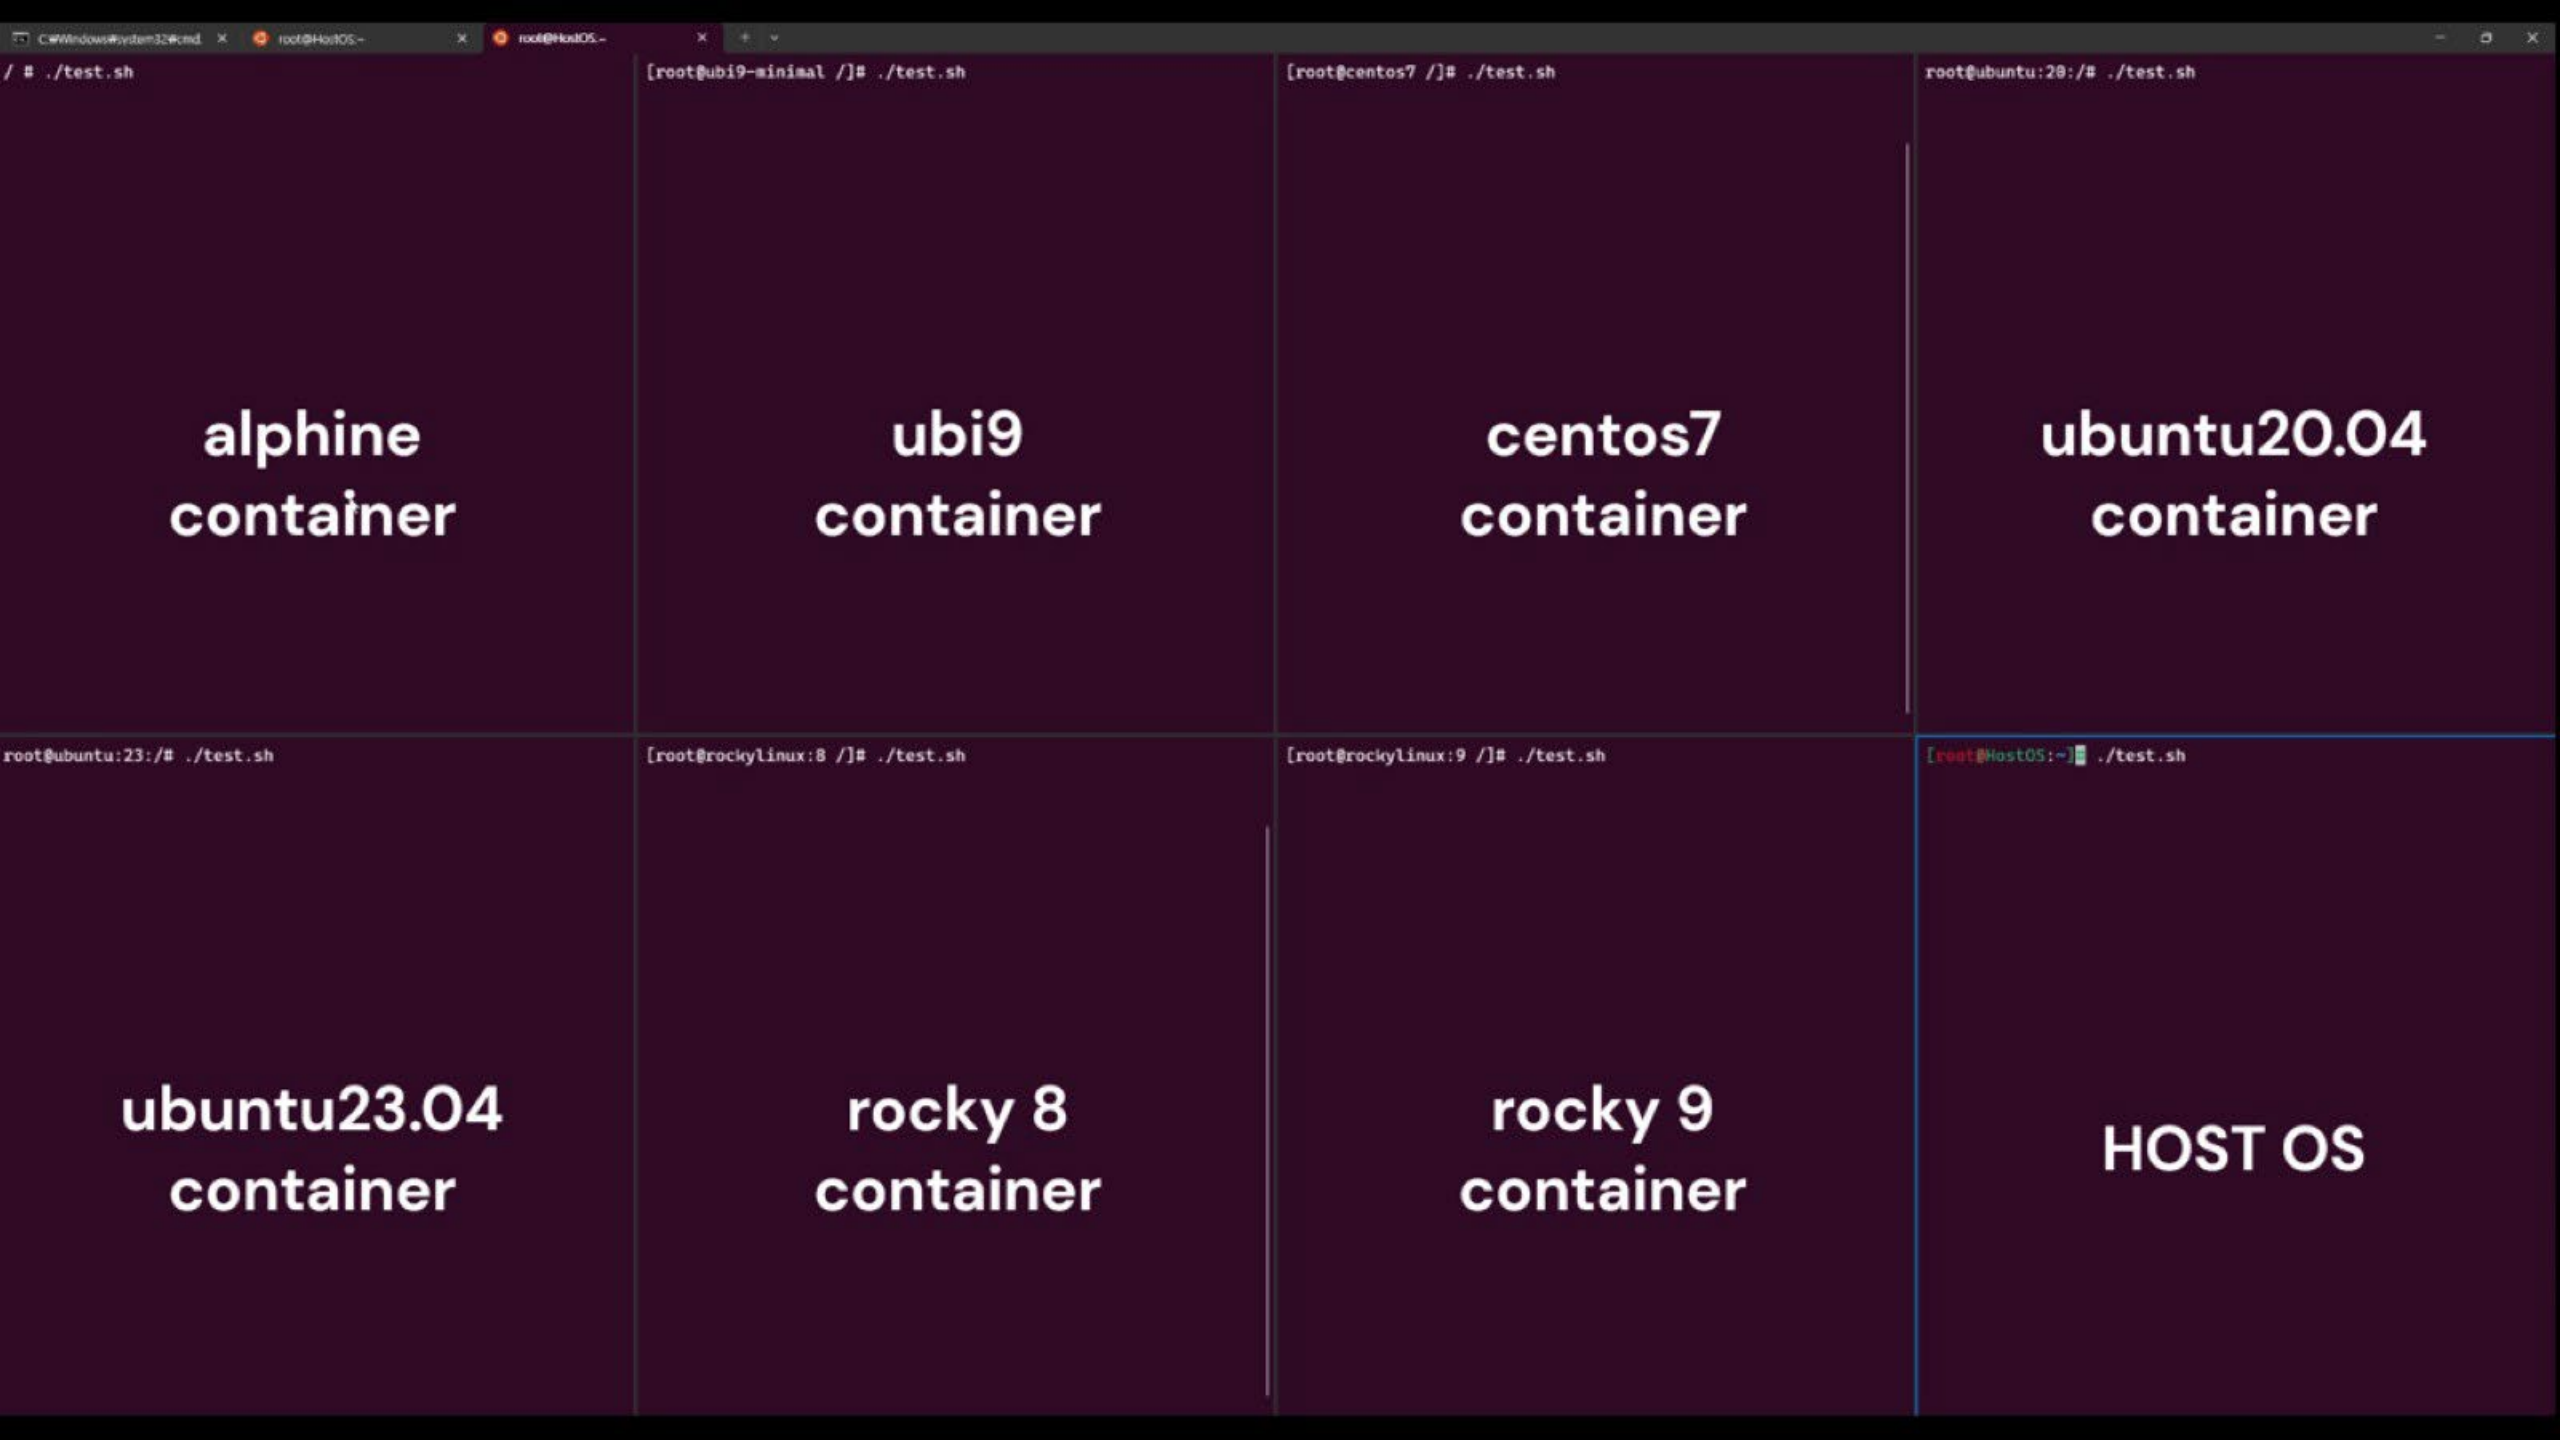 C:₩Windows₩system32₩cmd.
root@HostOS:~
root@HostOS:~
/ # ./test.sh
[root@ubi9-minimal /]# ./test.sh
[root@centos7 /]# ./test.sh
root@ubuntu:20:/# ./test.sh
alphine
container
ubi9
container
centos7
container
ubuntu20.04
container
root@ubuntu:23:/# ./test.sh
[root@rockylinux:8 /]# ./test.sh
[root@rockylinux:9 /]# ./test.sh
[root@HostOS:~]# ./test.sh
ubuntu23.04
container
rocky 8
container
rocky 9
container
HOST OS